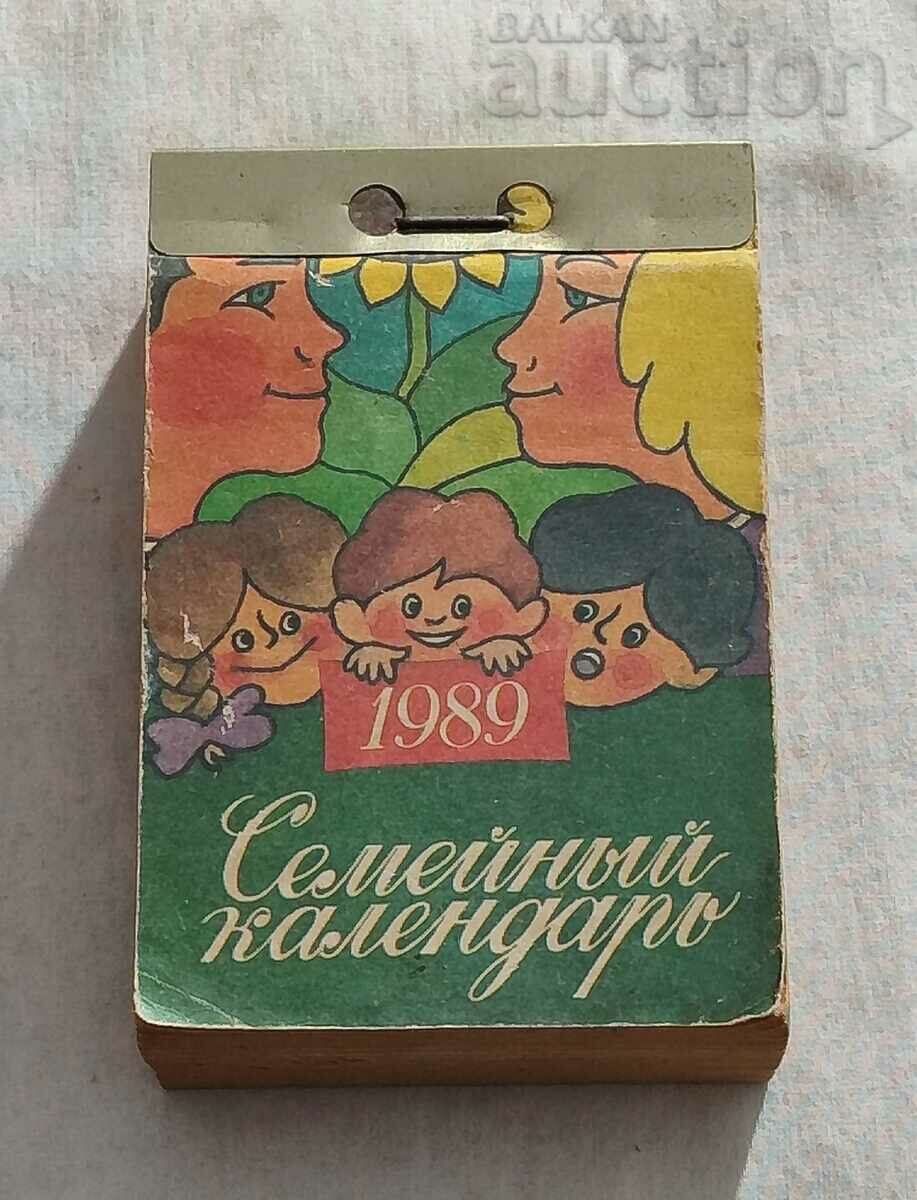 BALKAN
auction
1989
Семейный
календарь